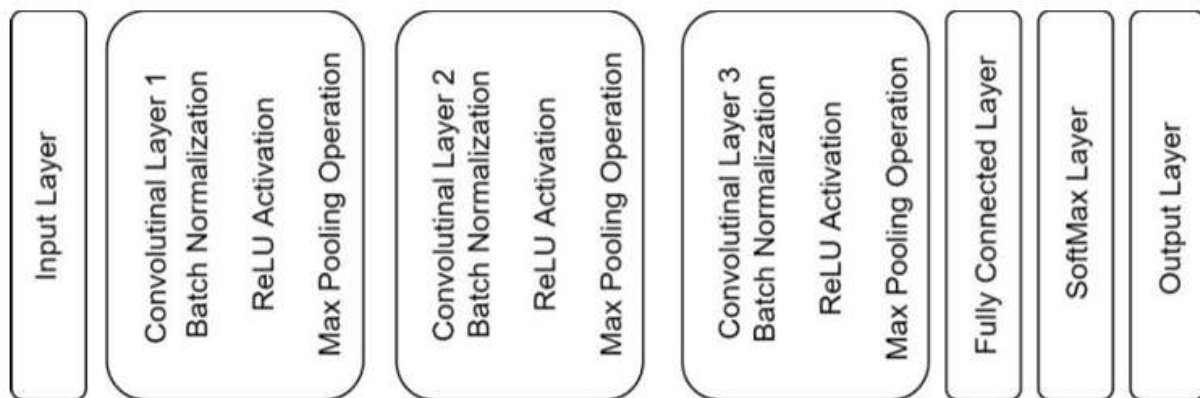 Input Layer
Convolutinal Layer 1
Batch Normalization
ReLU Activation
Max Pooling Operation
Convolutinal Layer 2
Batch Normalization
ReLU Activation
Max Pooling Operation
Convolutinal Layer 3
Batch Normalization
ReLU Activation
Max Pooling Operation
Fully Connected Layer
SoftMax Layer
Output Layer